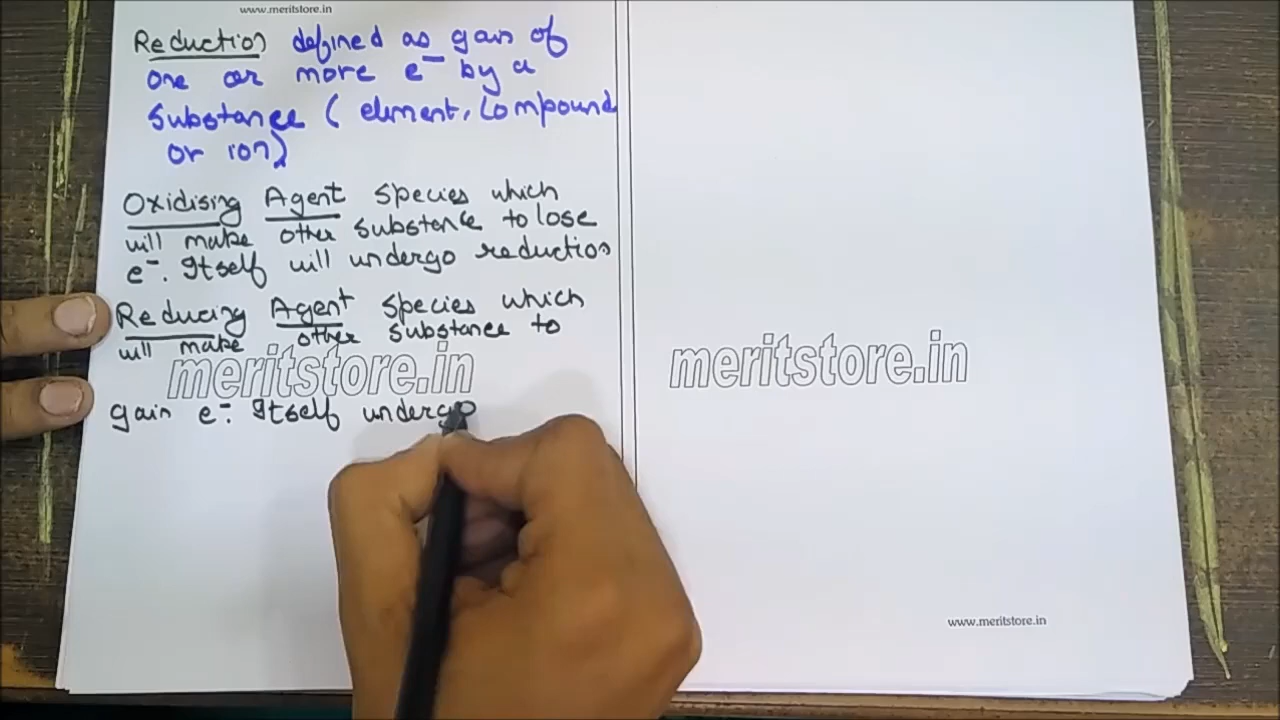 www.meritstore.in
Reduction defined as gain of
one or more e⁻ by a
substance ( element, compound
or ion)
Oxidising Agent species which
will make other substance to lose
e⁻. Itself will undergo reduction
Reducing Agent species which
will make other substance to
meritstore.in
gain e⁻. Itself undergo
meritstore.in
www.meritstore.in